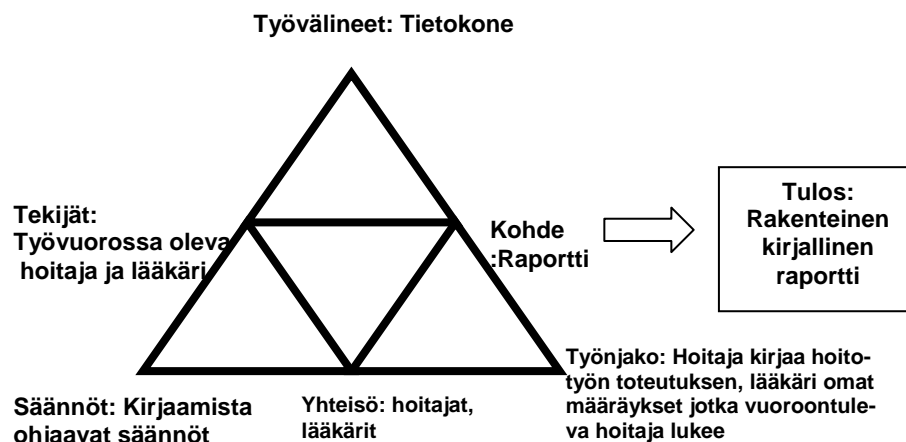 Työvälineet: Tietokone
Tekijät:
Työvuorossa oleva
hoitaja ja lääkäri
Kohde
:Raportti
Tulos:
Rakenteinen
kirjallinen
raportti
Säännöt: Kirjaamista
ohjaavat säännöt
Yhteisö: hoitajat,
lääkärit
Työnjako: Hoitaja kirjaa hoito-
työn toteutuksen, lääkäri omat
määräykset jotka vuoroontule-
va hoitaja lukee